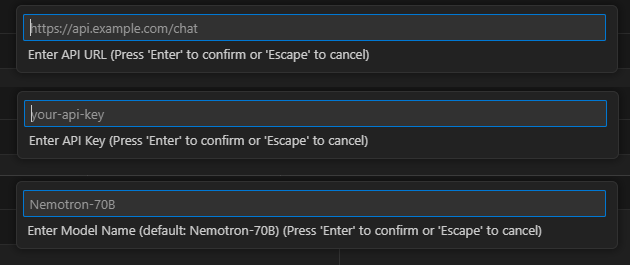 https://api.example.com/chat
Enter API URL (Press 'Enter' to confirm or 'Escape' to cancel)
your-api-key
Enter API Key (Press 'Enter' to confirm or 'Escape' to cancel)
Nemotron-70B
Enter Model Name (default: Nemotron-70B) (Press 'Enter' to confirm or 'Escape' to cancel)